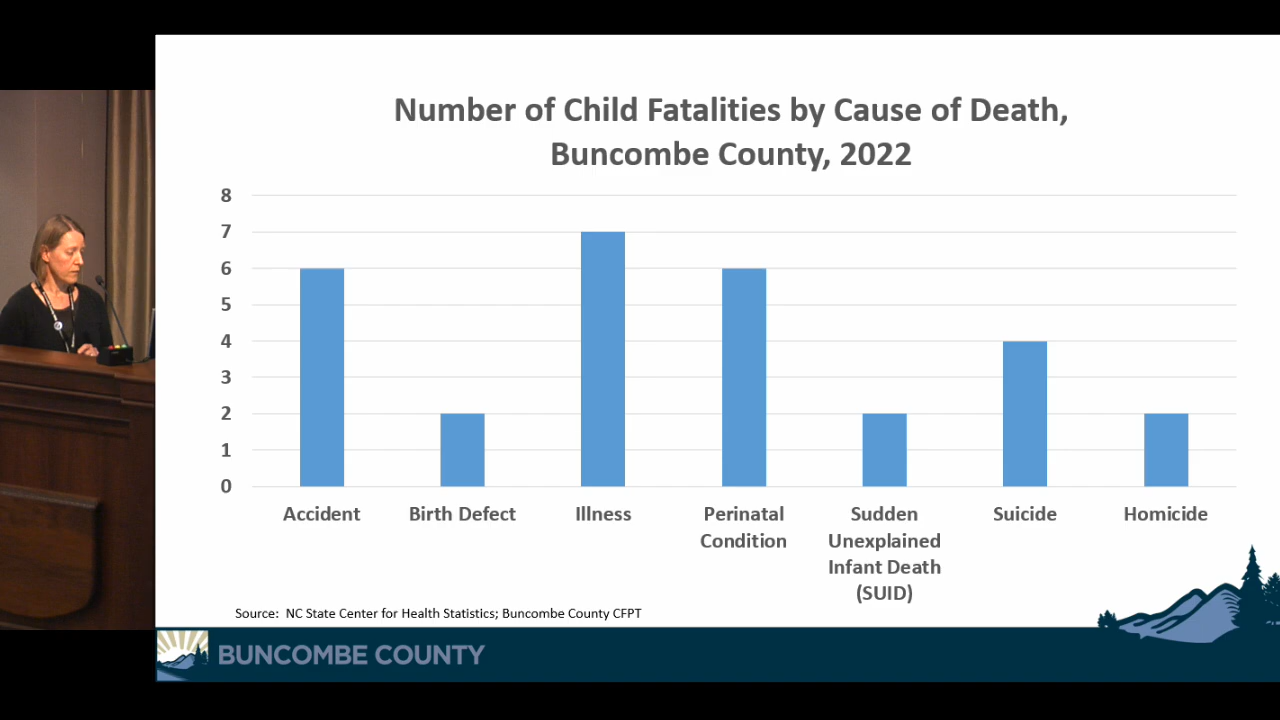 Number of Child Fatalities by Cause of Death,
Buncombe County, 2022
8
7
6
5
4
3
2
1
0
Accident
Birth Defect
Illness
Perinatal
Condition
Sudden
Unexplained
Infant Death
(SUID)
Suicide
Homicide
Source: NC State Center for Health Statistics; Buncombe County CFPT
BUNCOMBE COUNTY